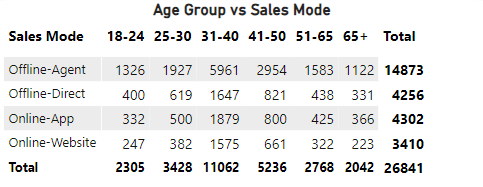 Age Group vs Sales Mode
Sales Mode 18-24 25-30 31-40 41-50 51-65 65+ Total
Offline-Agent 1326 1927 5961 2954 1583 1122 14873
Offline-Direct 400 619 1647 821 438 331 4256
Online-App 332 500 1879 800 425 366 4302
Online-Website 247 382 1575 661 322 223 3410
Total 2305 3428 11062 5236 2768 2042 26841